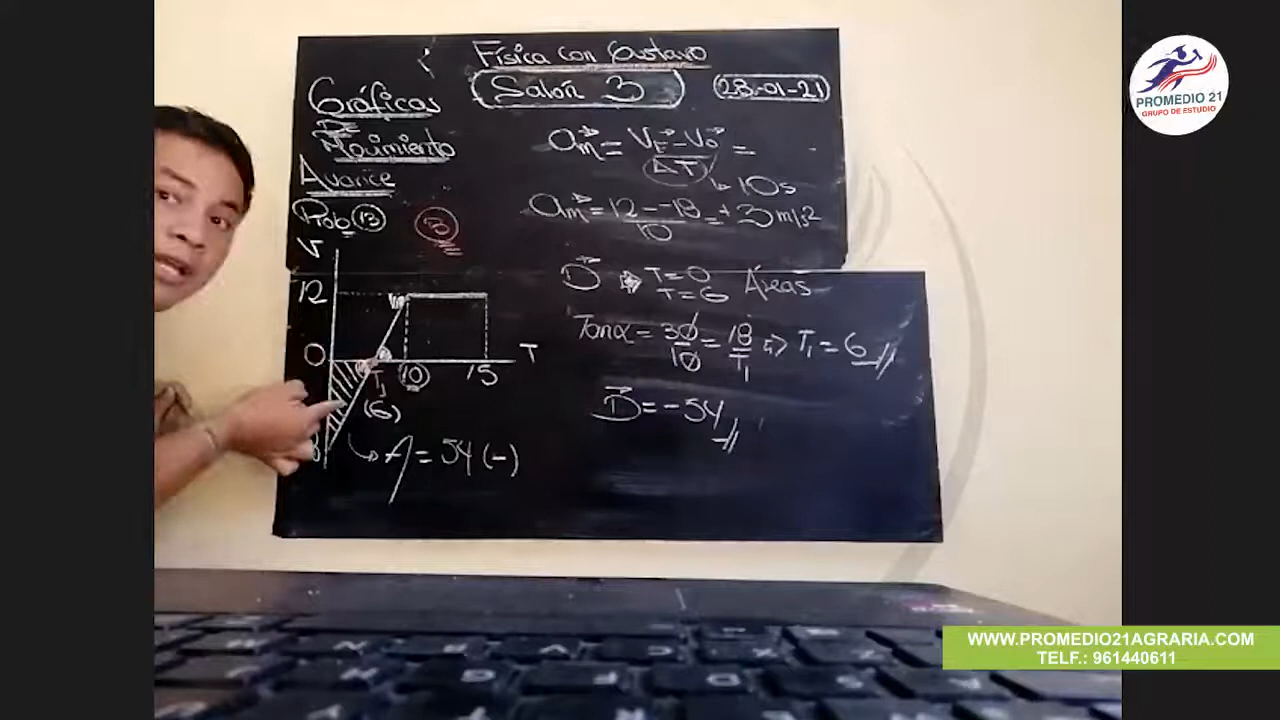 Física con Gustavo
Salón 3
28-01-21
Gráficas
De
Movimiento
Avance
Prob 13
3
V
12
0
T
T₁
10
15
(6)
A = 54 (-)
am = VF - Vo / ΔT =
10s
am = 12 - -18 / 10 = +3 m/s²
D → T=0
T=6
Áreas
Tanα = 30/10 = 18/T₁ ⇒ T₁ = 6
D = -54
PROMEDIO 21
GRUPO DE ESTUDIO
WWW.PROMEDIO21AGRARIA.COM
TELF.: 961440611